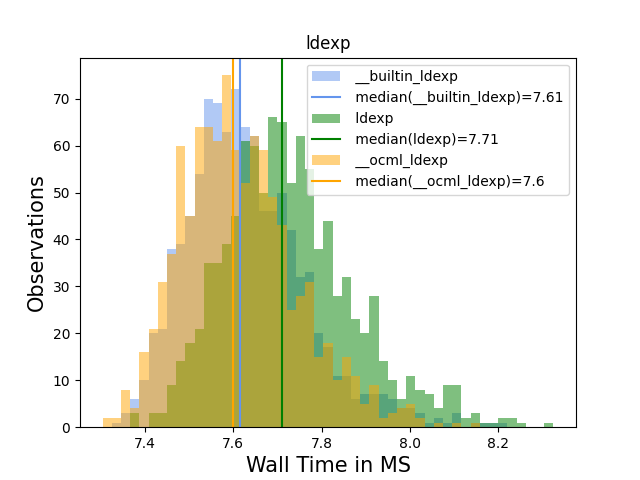 ldexp
__builtin_ldexp
median(__builtin_ldexp)=7.61
ldexp
median(ldexp)=7.71
__ocml_ldexp
median(__ocml_ldexp)=7.6
Observations
70
60
50
40
30
20
10
0
7.4 7.6 7.8 8.0 8.2
Wall Time in MS